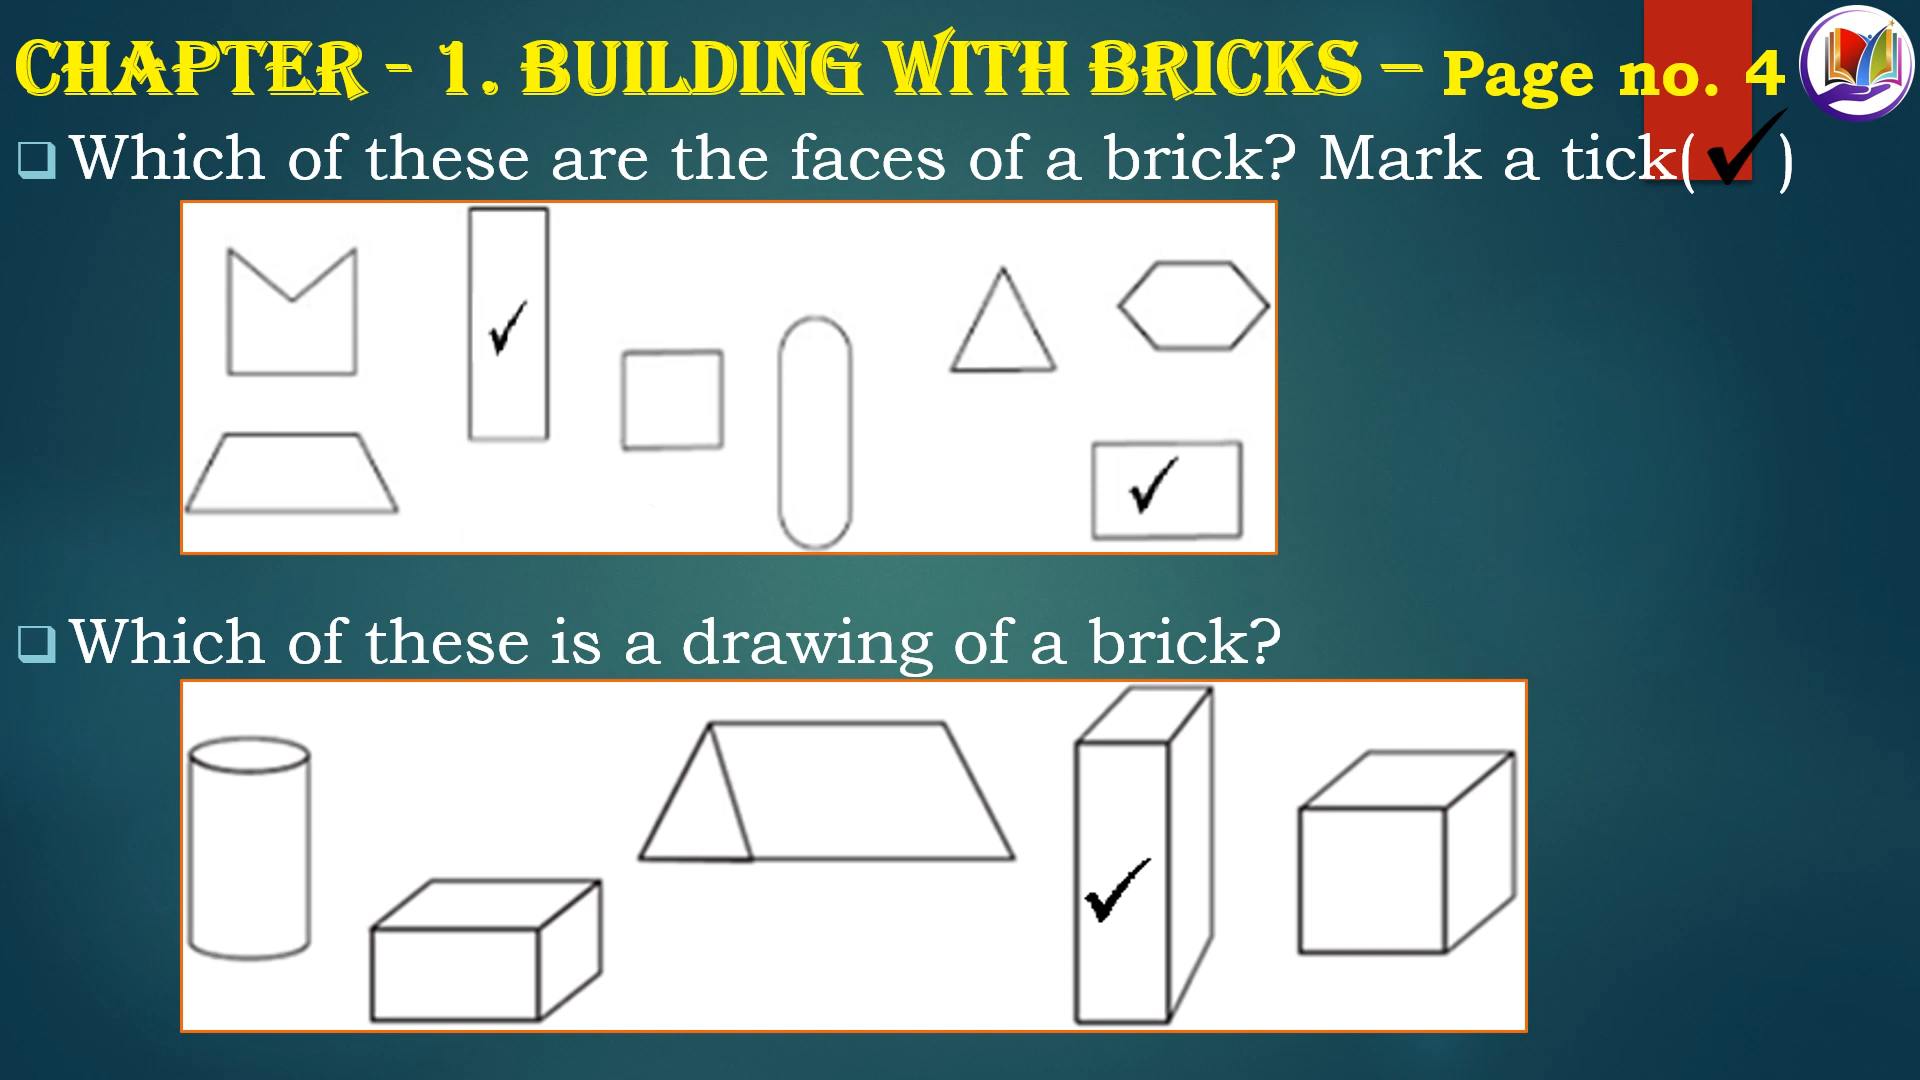 CHAPTER - 1. BUILDING WITH BRICKS – Page no. 4
❑ Which of these are the faces of a brick? Mark a tick(✓)
❑ Which of these is a drawing of a brick?